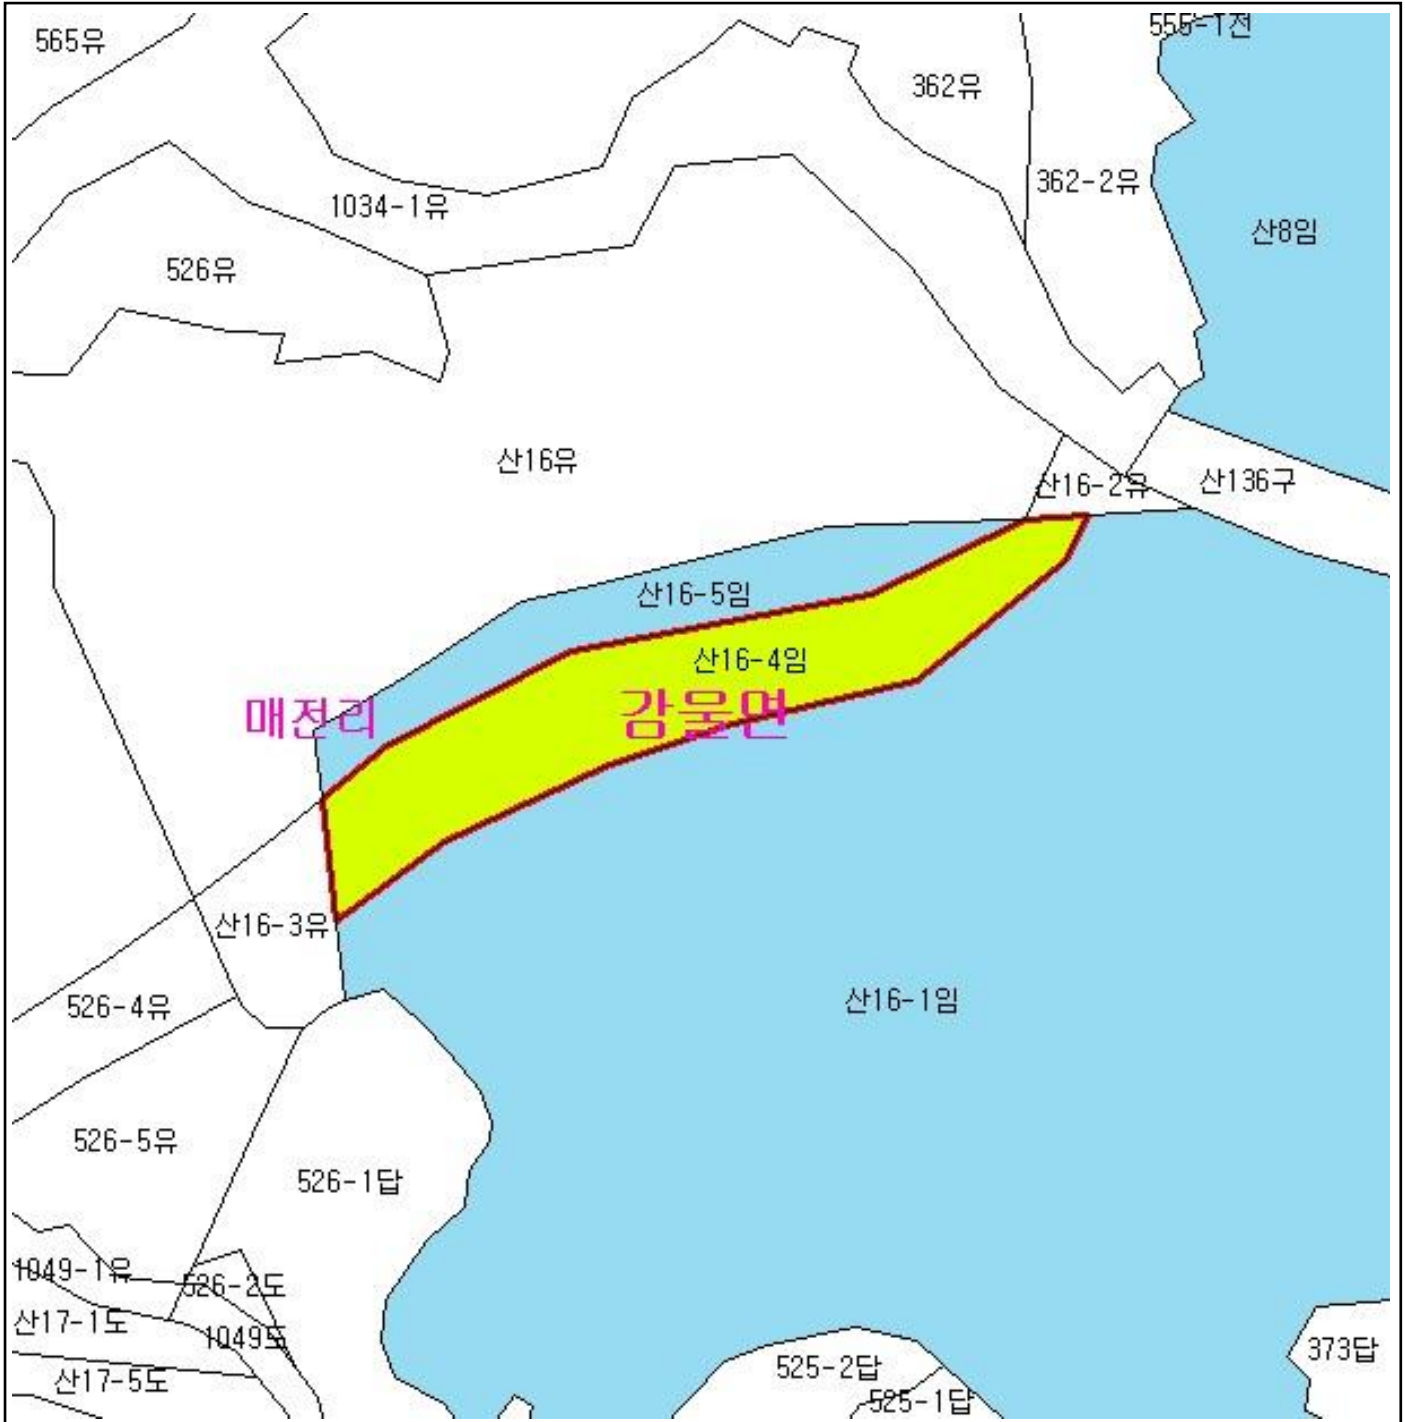 565유
555-1전
362유
362-2유
1034-1유
산8임
526유
산16유
산16-2유
산136구
산16-5임
산16-4임
매전리
감물면
산16-3유
526-4유
산16-1임
526-5유
526-1답
1049-1유
526-2도
산17-1도
1049도
373답
525-2답
산17-5도
525-1답